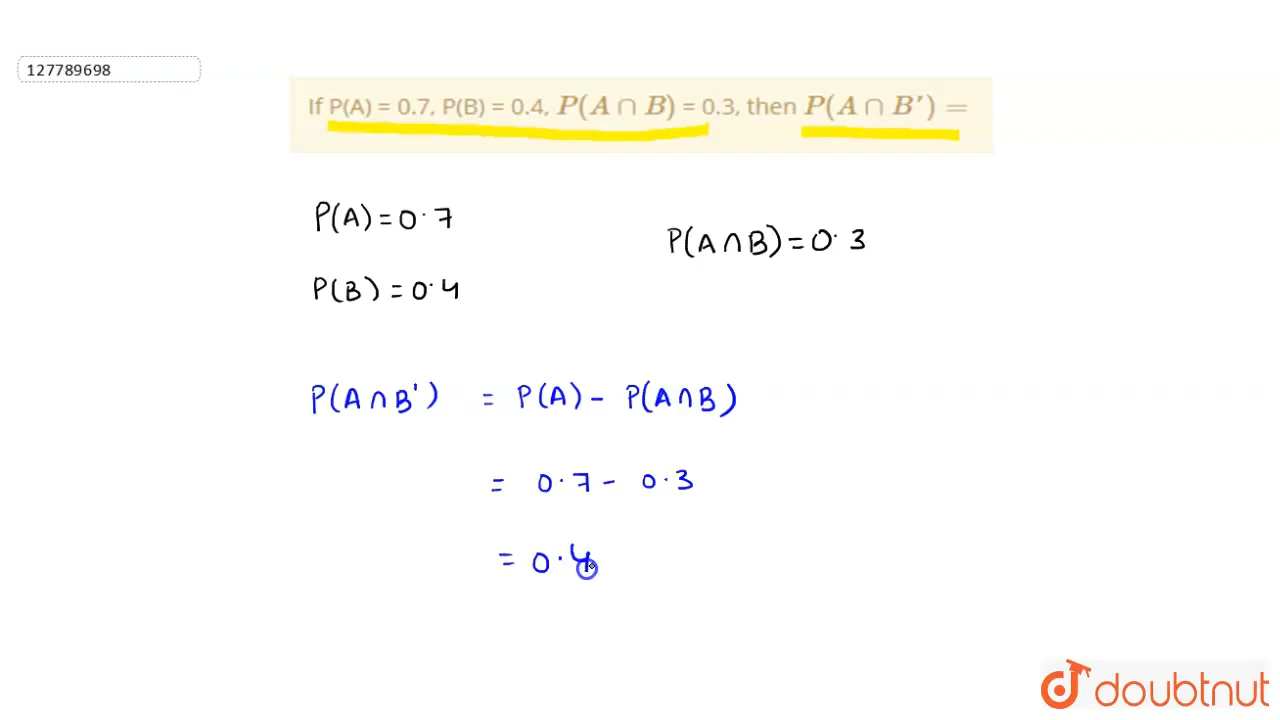 127789698
If P(A) = 0.7, P(B) = 0.4, P(A ∩ B) = 0.3, then P(A ∩ B′) =
P(A) = 0.7
P(A ∩ B) = 0.3
P(B) = 0.4
P(A ∩ B') = P(A) - P(A ∩ B)
= 0.7 - 0.3
= 0.4
doubtnut